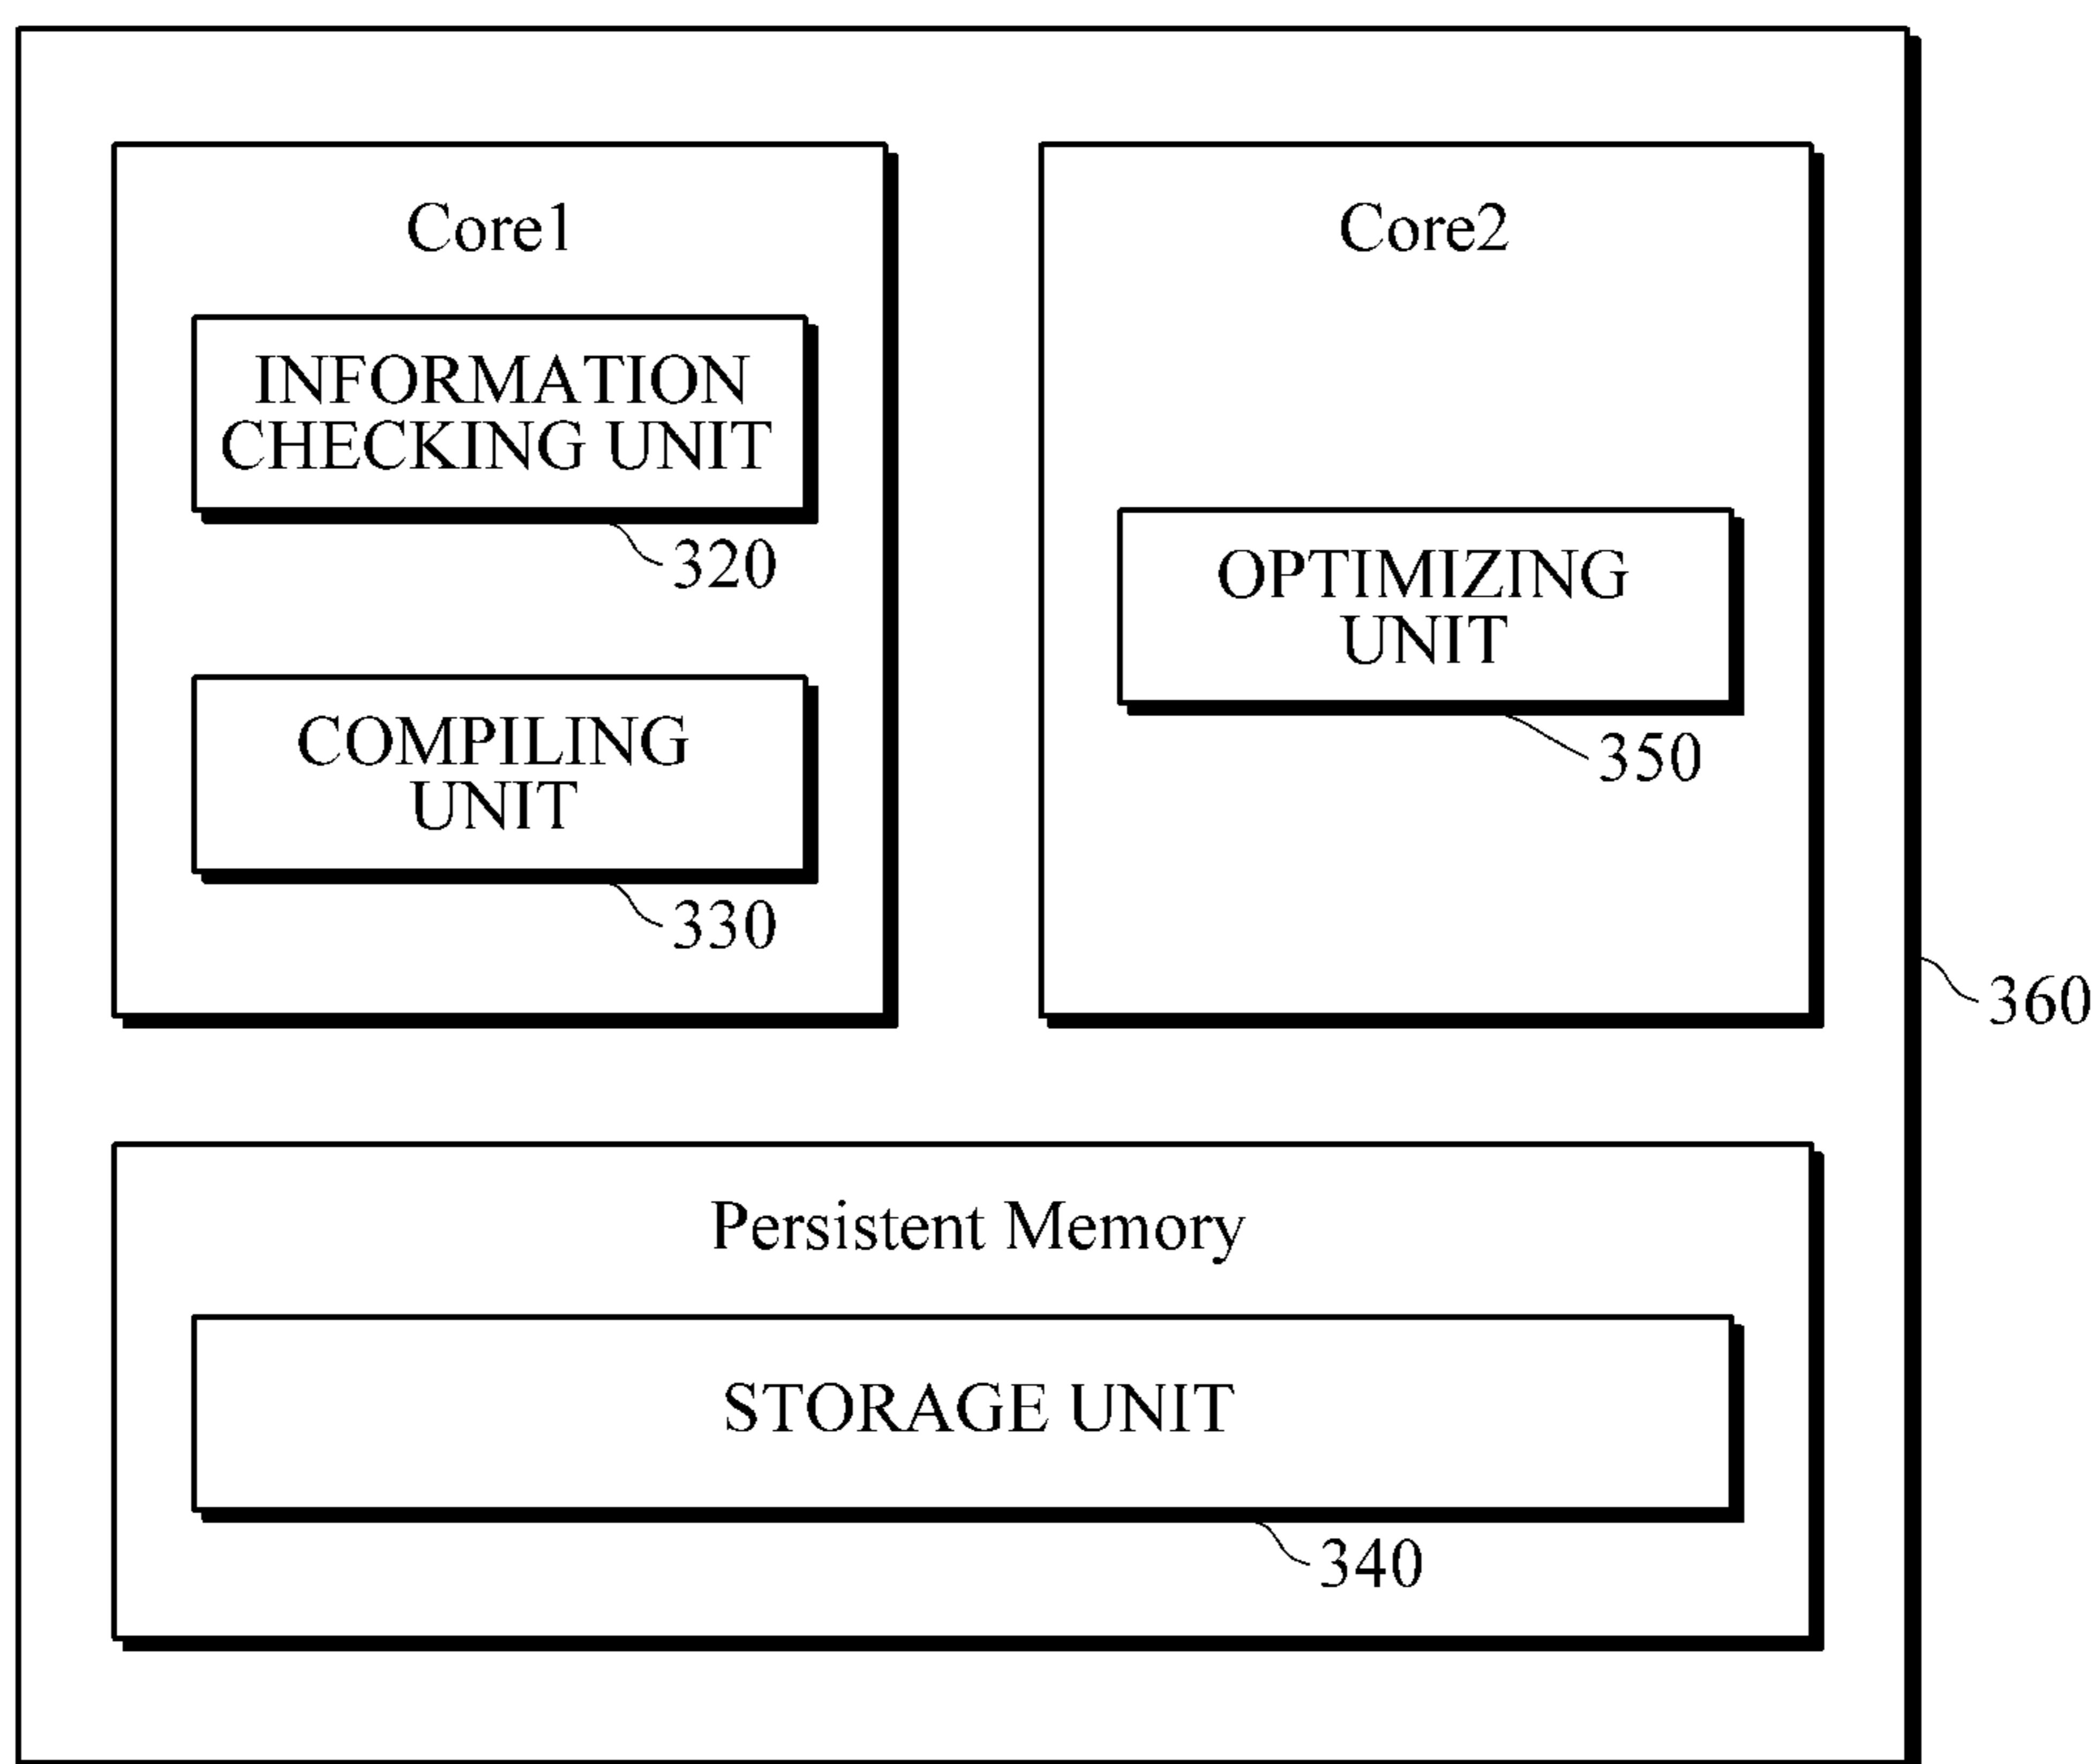 Core1
INFORMATION
CHECKING UNIT
320
COMPILING
UNIT
330
Core2
OPTIMIZING
UNIT
350
360
Persistent Memory
STORAGE UNIT
340